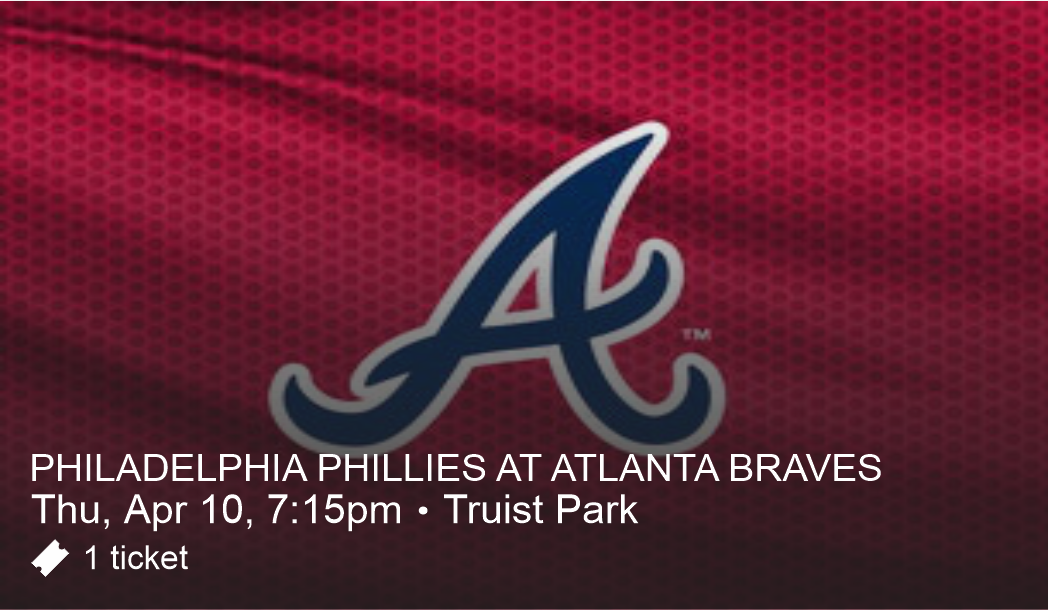 A
TM
PHILADELPHIA PHILLIES AT ATLANTA BRAVES
Thu, Apr 10, 7:15pm • Truist Park
1 ticket